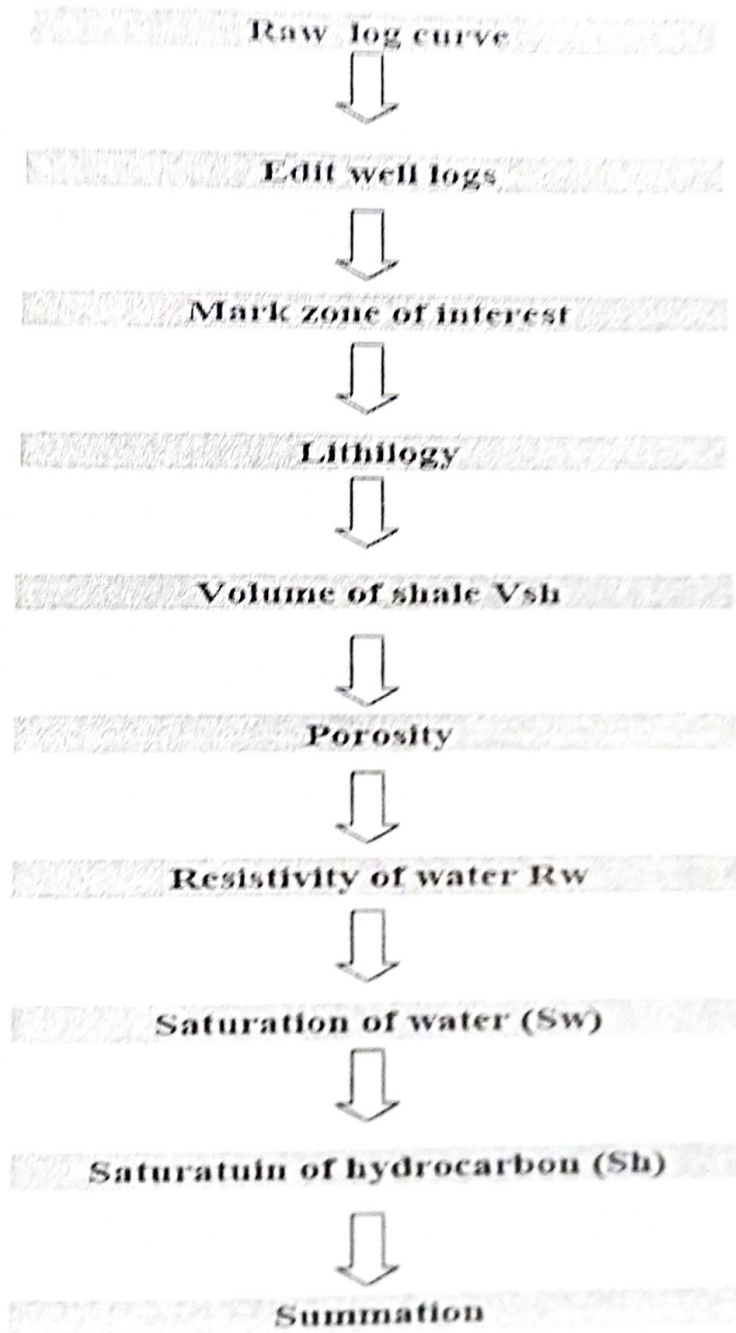 Raw log curve
Edit well logs
Mark zone of interest
Lithilogy
Volume of shale Vsh
Porosity
Resistivity of water Rw
Saturation of water (Sw)
Saturatuin of hydrocarbon (Sh)
Summation